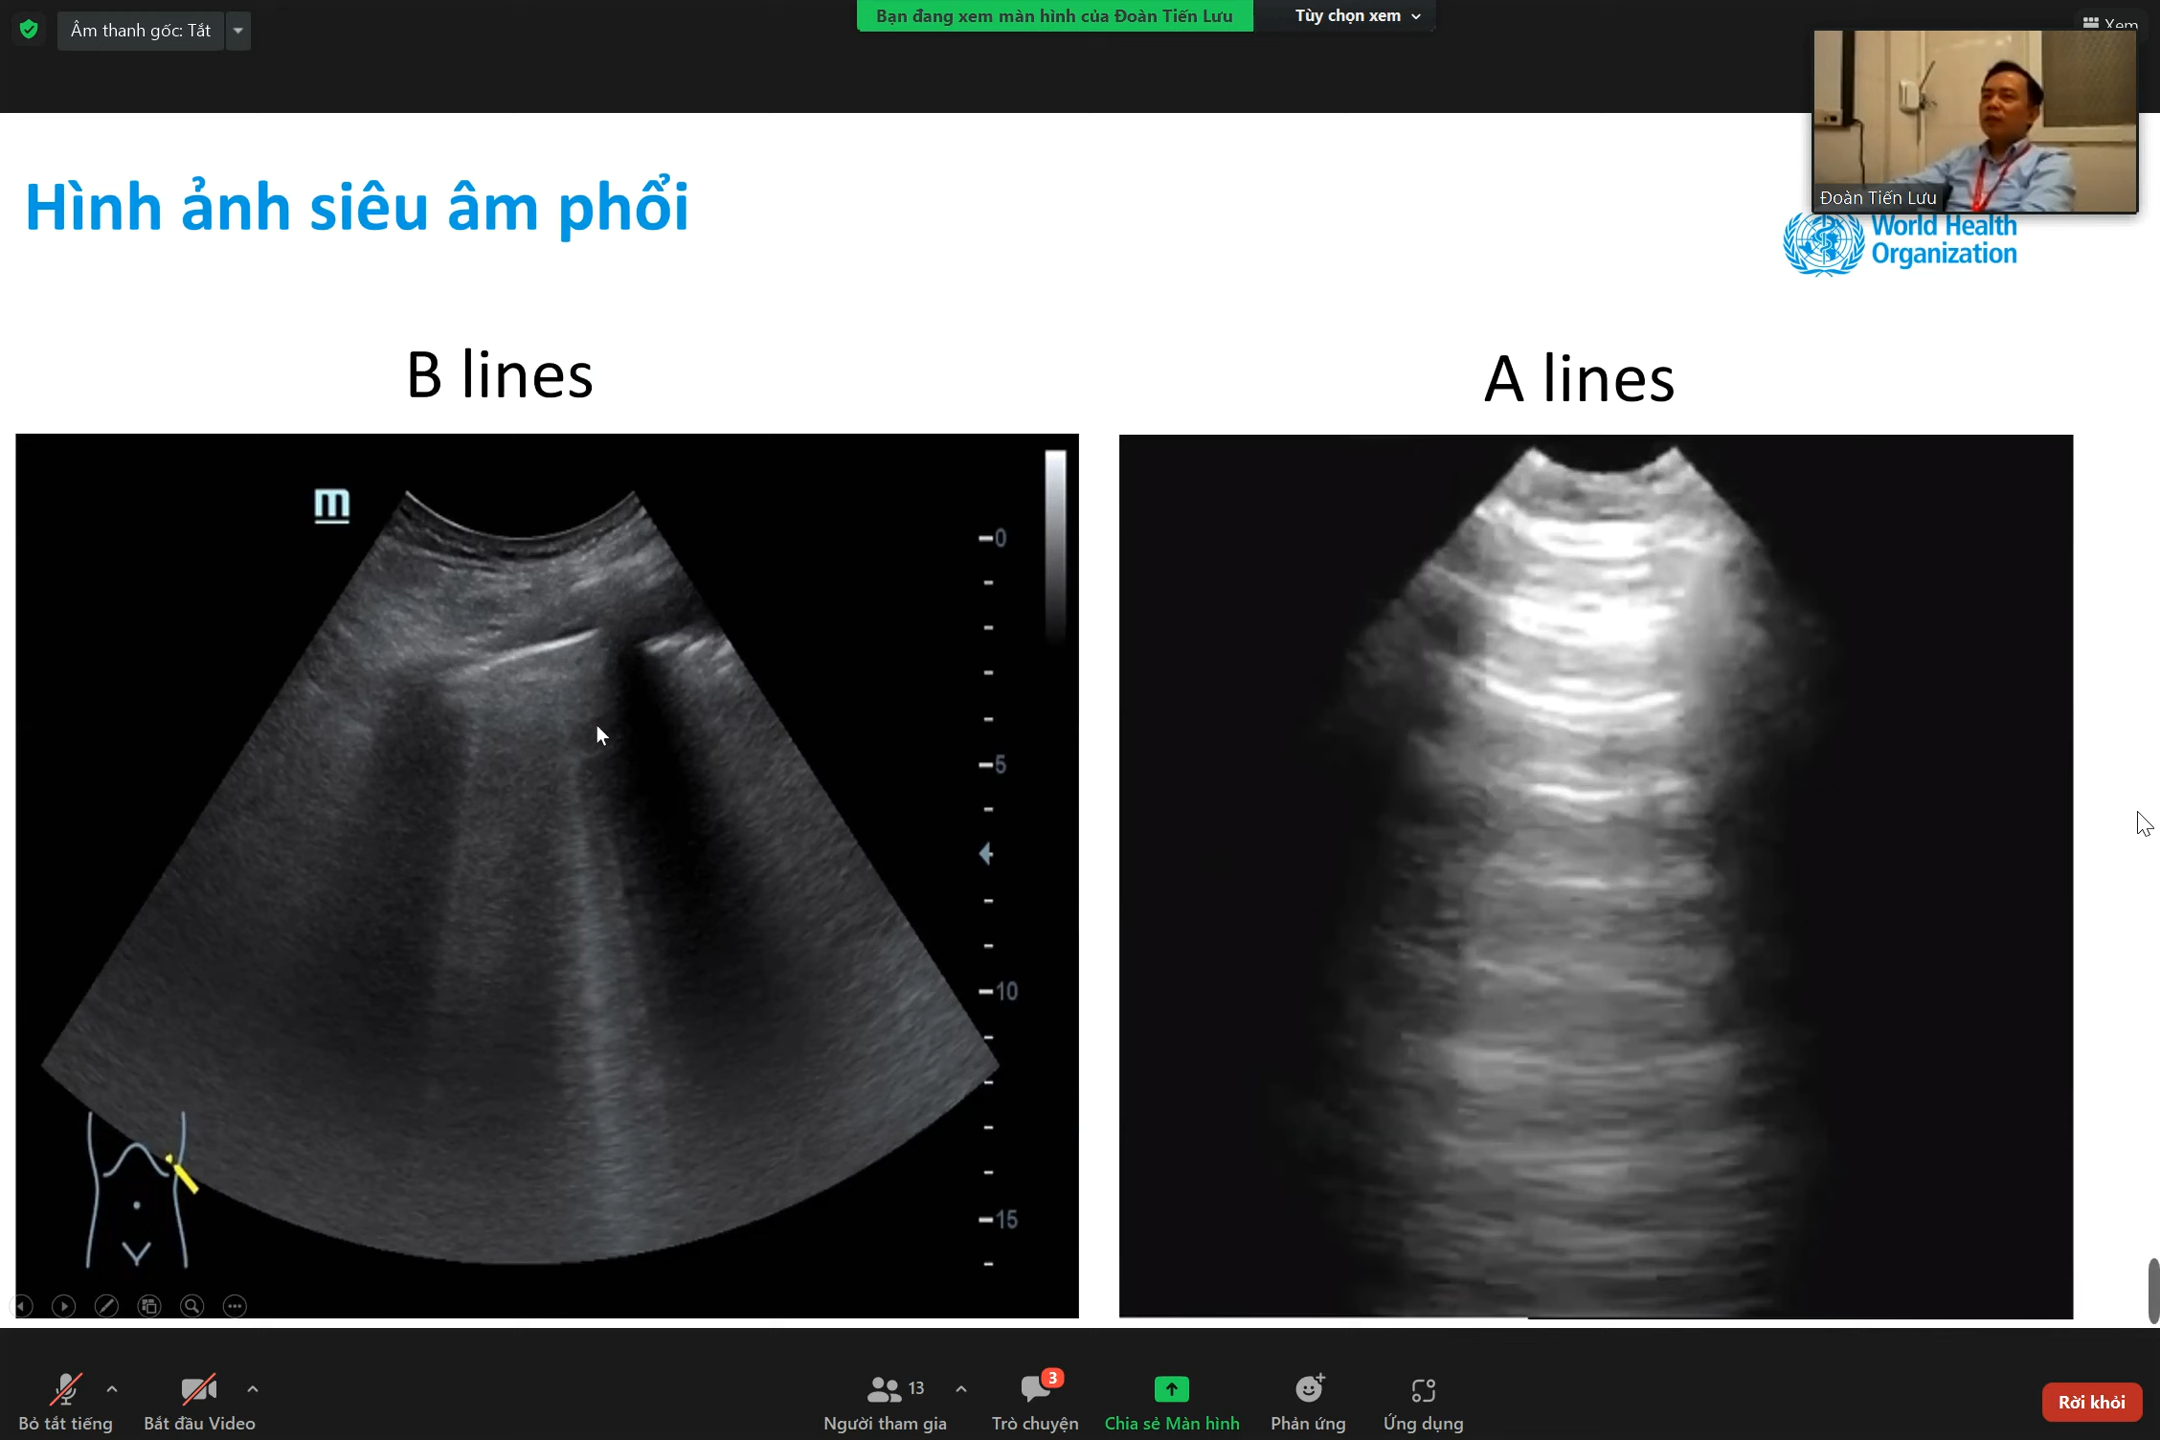 Âm thanh gốc: Tắt
Bạn đang xem màn hình của Đoàn Tiến Lưu
Tùy chọn xem
Xem
Đoàn Tiến Lưu
Hình ảnh siêu âm phổi
World Health
Organization
B lines
A lines
m
0
5
10
15
Bỏ tắt tiếng
Bắt đầu Video
13
Người tham gia
3
Trò chuyện
Chia sẻ Màn hình
Phản ứng
Ứng dụng
Rời khỏi